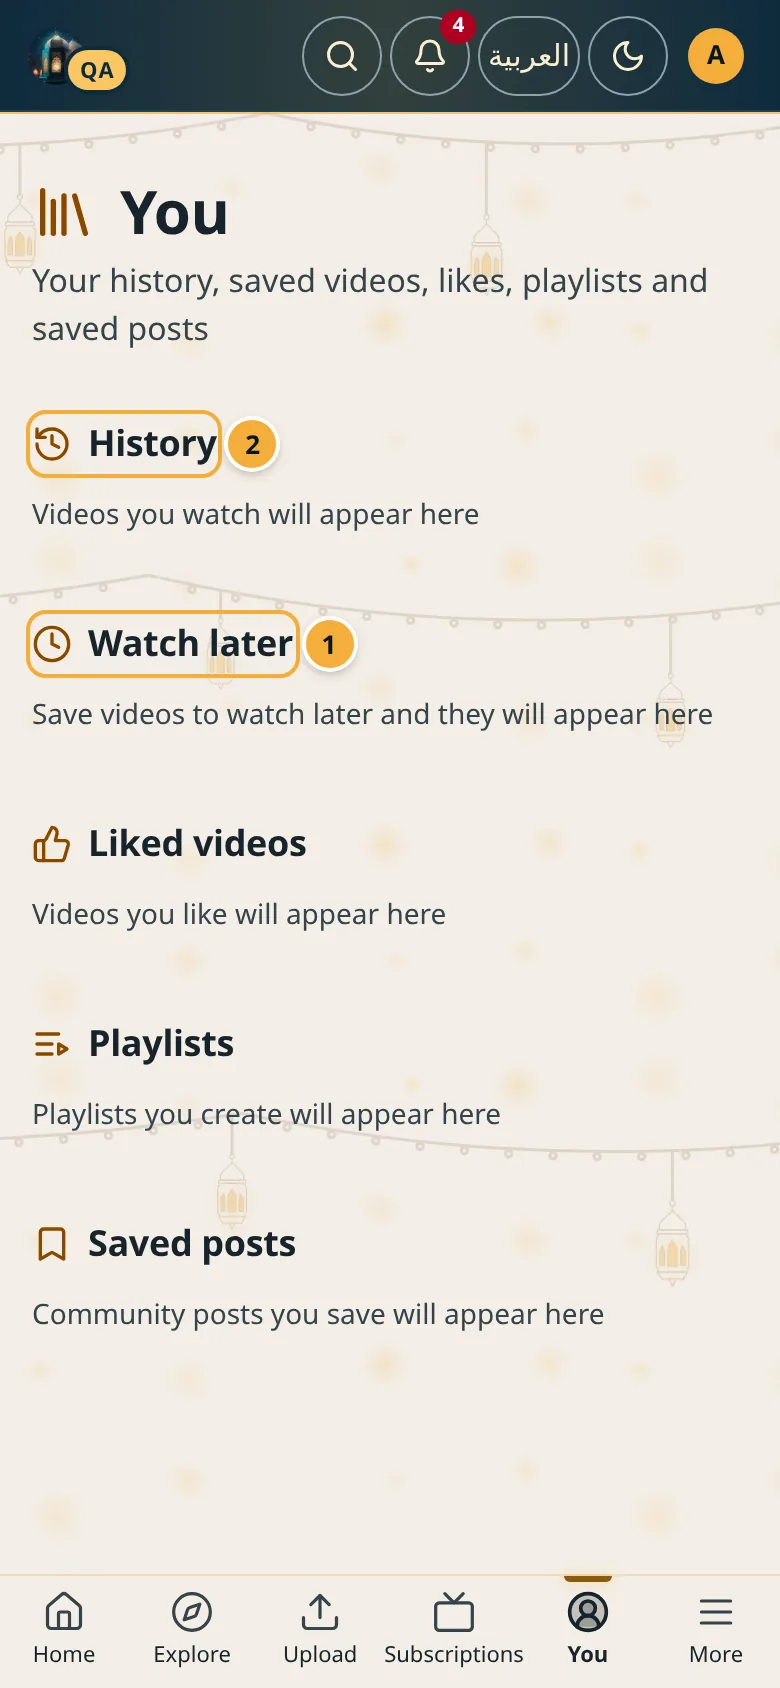 QA
4
العربية
A
You
Your history, saved videos, likes, playlists and
saved posts
History 2
Videos you watch will appear here
Watch later 1
Save videos to watch later and they will appear here
Liked videos
Videos you like will appear here
Playlists
Playlists you create will appear here
Saved posts
Community posts you save will appear here
Home Explore Upload Subscriptions You More